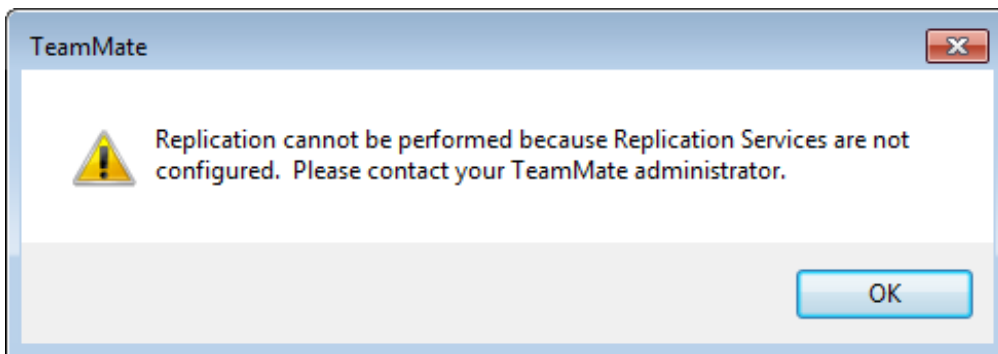 TeamMate
Replication cannot be performed because Replication Services are not
configured.  Please contact your TeamMate administrator.
OK